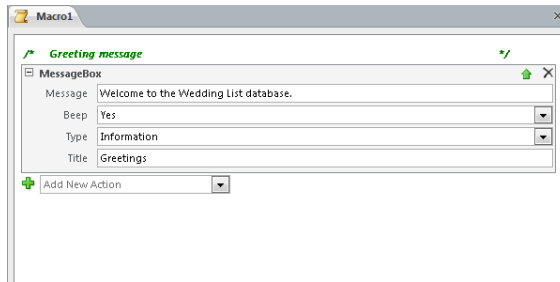 Macro1
/* Greeting message */
MessageBox
Message Welcome to the Wedding List database.
Beep Yes
Type Information
Title Greetings
Add New Action